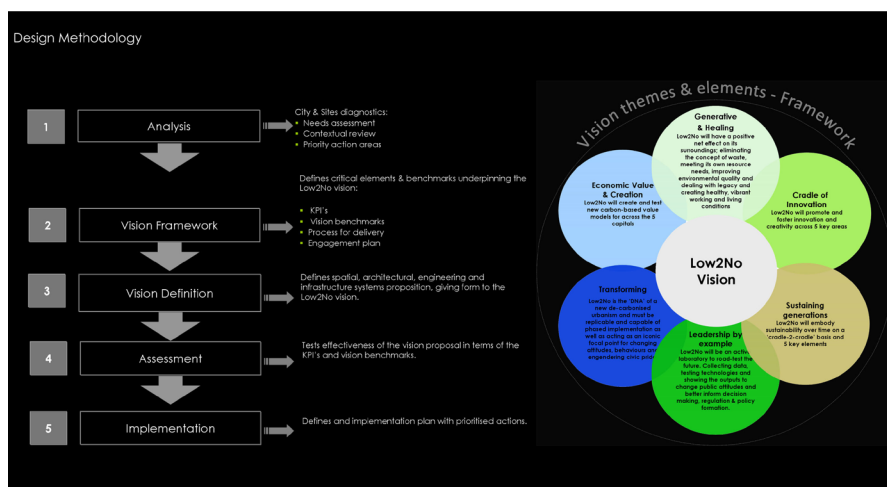 Design Methodology
1
Analysis
City & Sites diagnostics:
Needs assessment
Contextual review
Priority action areas
Defines critical elements & benchmarks underpinning the
Low2No vision:
2
Vision Framework
KPI's
Vision benchmarks
Process for delivery
Engagement plan
3
Vision Definition
Defines spatial, architectural, engineering and
infrastructure systems proposition, giving form to the
Low2No vision.
4
Assessment
Tests effectiveness of the vision proposal in terms of the
KPI's and vision benchmarks.
5
Implementation
Defines and implementation plan with prioritised actions.
Vision themes & elements - Framework
Generative
& Healing
Low2No will have a positive
net effect on its
surroundings; eliminating
the concept of waste,
meeting its own resource
needs, improving
environmental quality and
dealing with legacy and
creating healthy, vibrant
working and living
conditions
Economic Value
& Creation
Low2No will create and test
new carbon-based value
models for across the 5
capitals
Cradle of
Innovation
Low2No will promote and
foster innovation and
creativity across 5 key areas
Low2No
Vision
Transforming
Low2No is the 'DNA' of a
new de-carbonised
urbanism and must be
replicable and capable of
phased implementation as
well as acting as an iconic
focal point for changing
attitudes, behaviours and
engendering civic
Sustaining
generations
Low2No will embody
sustainability over time on a
'cradle-2-cradle' basis and
5 key elements
Leadership by
example
Low2No will be an active
laboratory to road-test the
future. Collecting data,
testing technologies and
showing the outputs to
change public attitudes and
better inform decision
making, regulation & policy
formation.